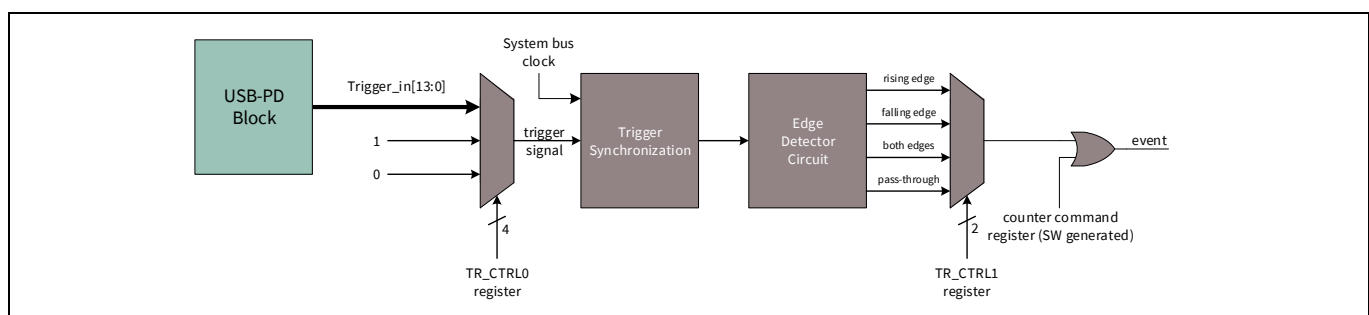 USB-PD
Block
Trigger_in[13:0]
1
0
trigger
signal
4
TR_CTRL0
register
System bus
clock
Trigger
Synchronization
Edge
Detector
Circuit
rising edge
falling edge
both edges
pass-through
2
TR_CTRL1
register
counter command
register (SW generated)
event